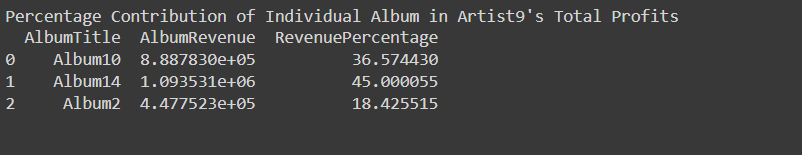 Percentage Contribution of Individual Album in Artist9's Total Profits
  AlbumTitle  AlbumRevenue  RevenuePercentage
0    Album10  8.887830e+05          36.574430
1    Album14  1.093531e+06          45.000055
2     Album2  4.477523e+05          18.425515